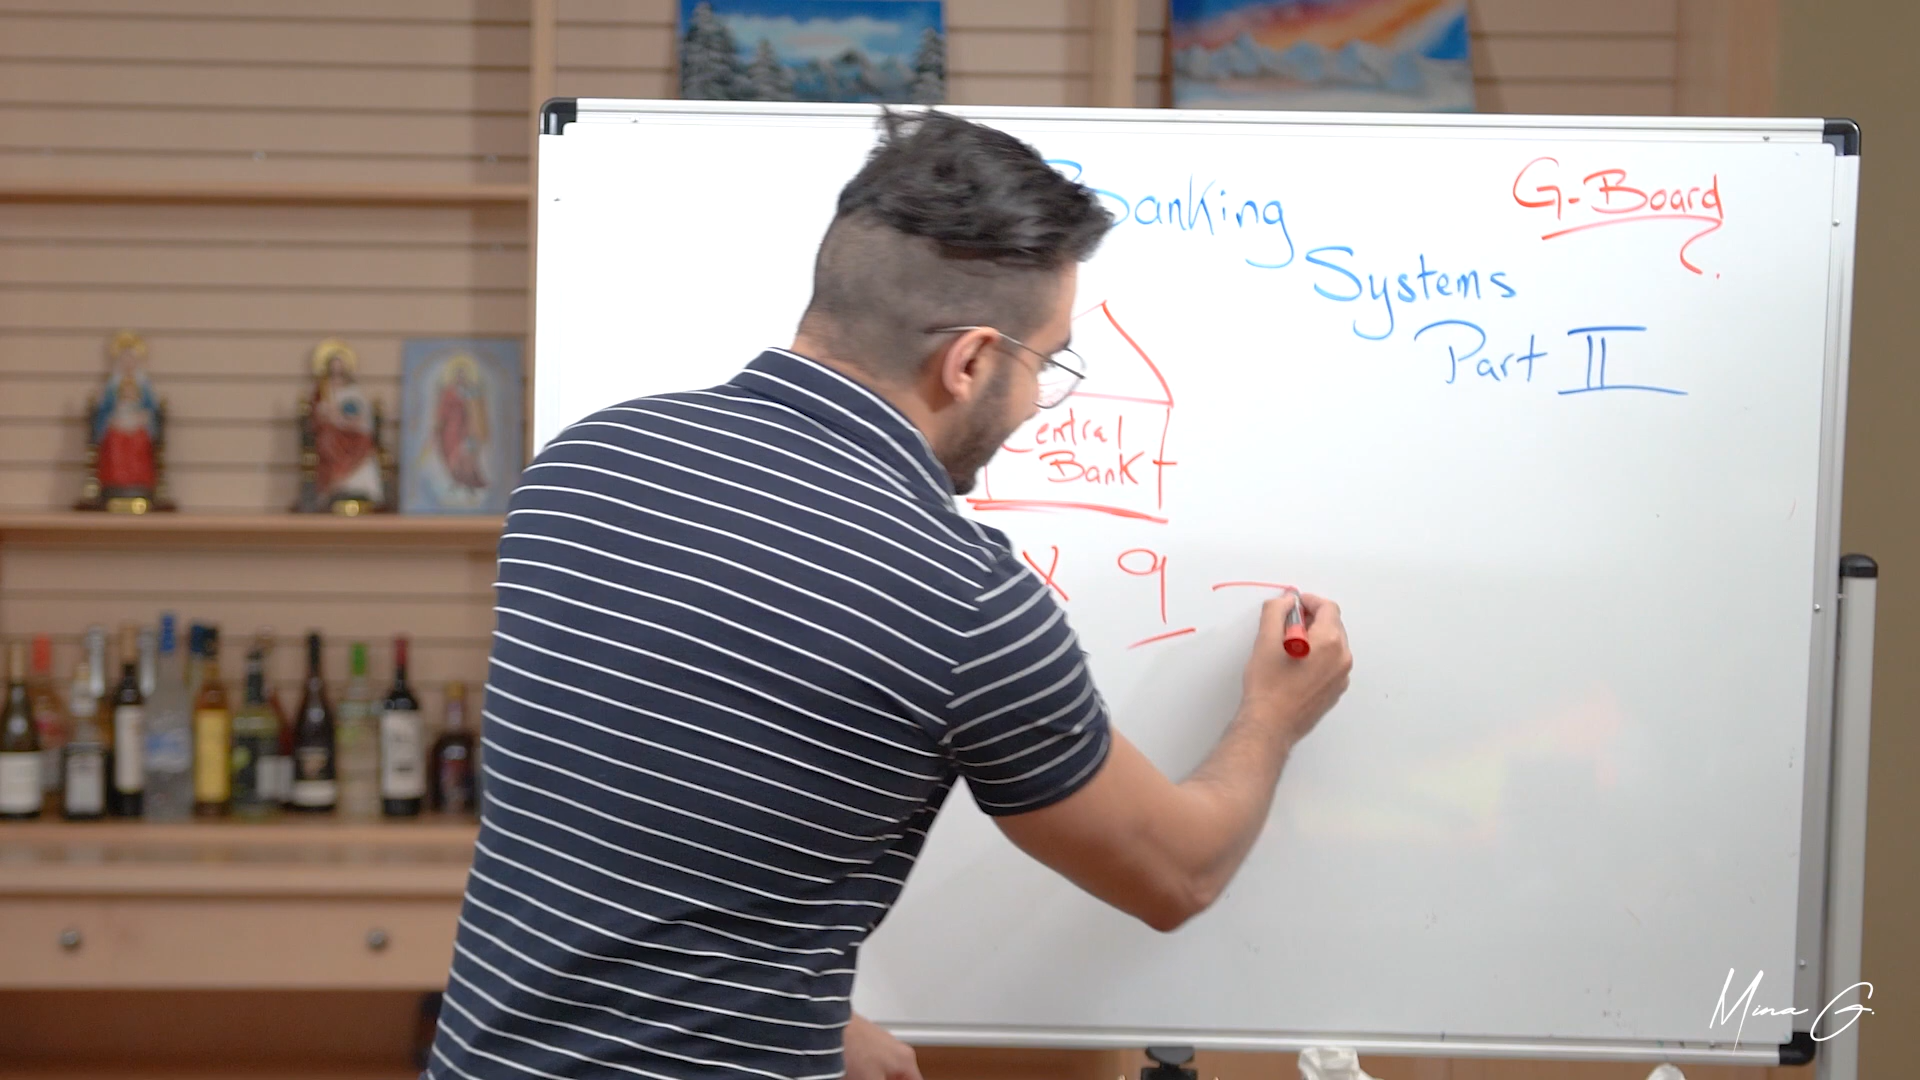 Banking
Systems
Part II
G-Board
Central
Bank
X 9
Mina G.